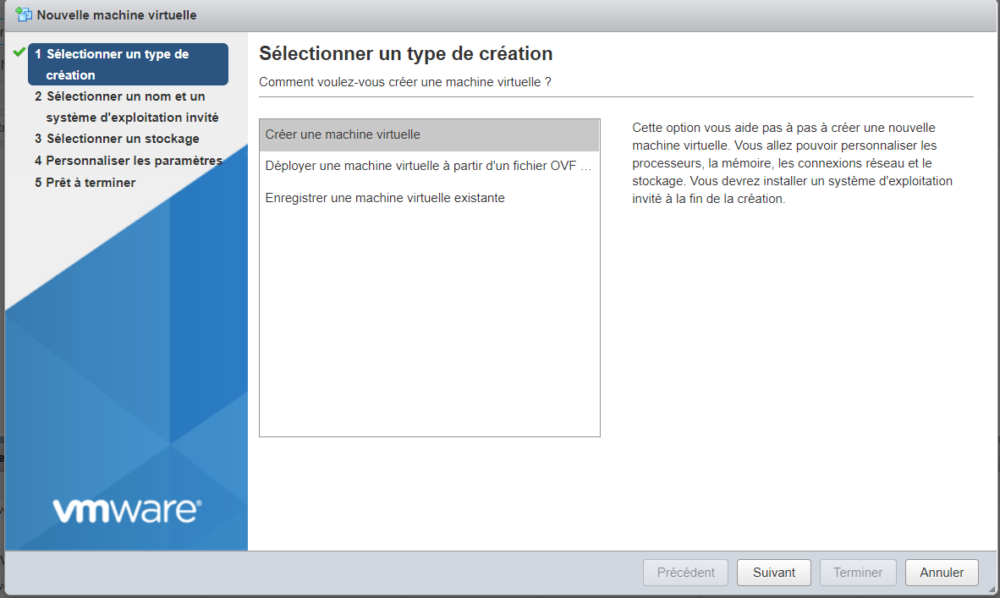 Nouvelle machine virtuelle
1 Sélectionner un type de
création
2 Sélectionner un nom et un
système d'exploitation invité
3 Sélectionner un stockage
4 Personnaliser les paramètres
5 Prêt à terminer
vmware®
Sélectionner un type de création
Comment voulez-vous créer une machine virtuelle ?
Créer une machine virtuelle
Déployer une machine virtuelle à partir d'un fichier OVF ...
Enregistrer une machine virtuelle existante
Cette option vous aide pas à pas à créer une nouvelle
machine virtuelle. Vous allez pouvoir personnaliser les
processeurs, la mémoire, les connexions réseau et le
stockage. Vous devrez installer un système d'exploitation
invité à la fin de la création.
Précédent
Suivant
Terminer
Annuler